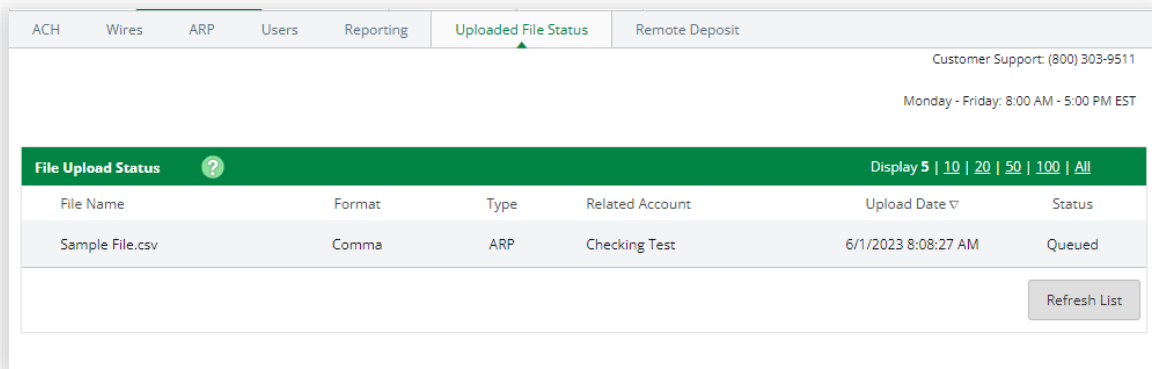 ACH Wires ARP Users Reporting Uploaded File Status Remote Deposit
Customer Support: (800) 303-9511
Monday - Friday: 8:00 AM - 5:00 PM EST
File Upload Status ? Display 5 | 10 | 20 | 50 | 100 | All
File Name Format Type Related Account Upload Date ▽ Status
Sample File.csv Comma ARP Checking Test 6/1/2023 8:08:27 AM Queued
Refresh List